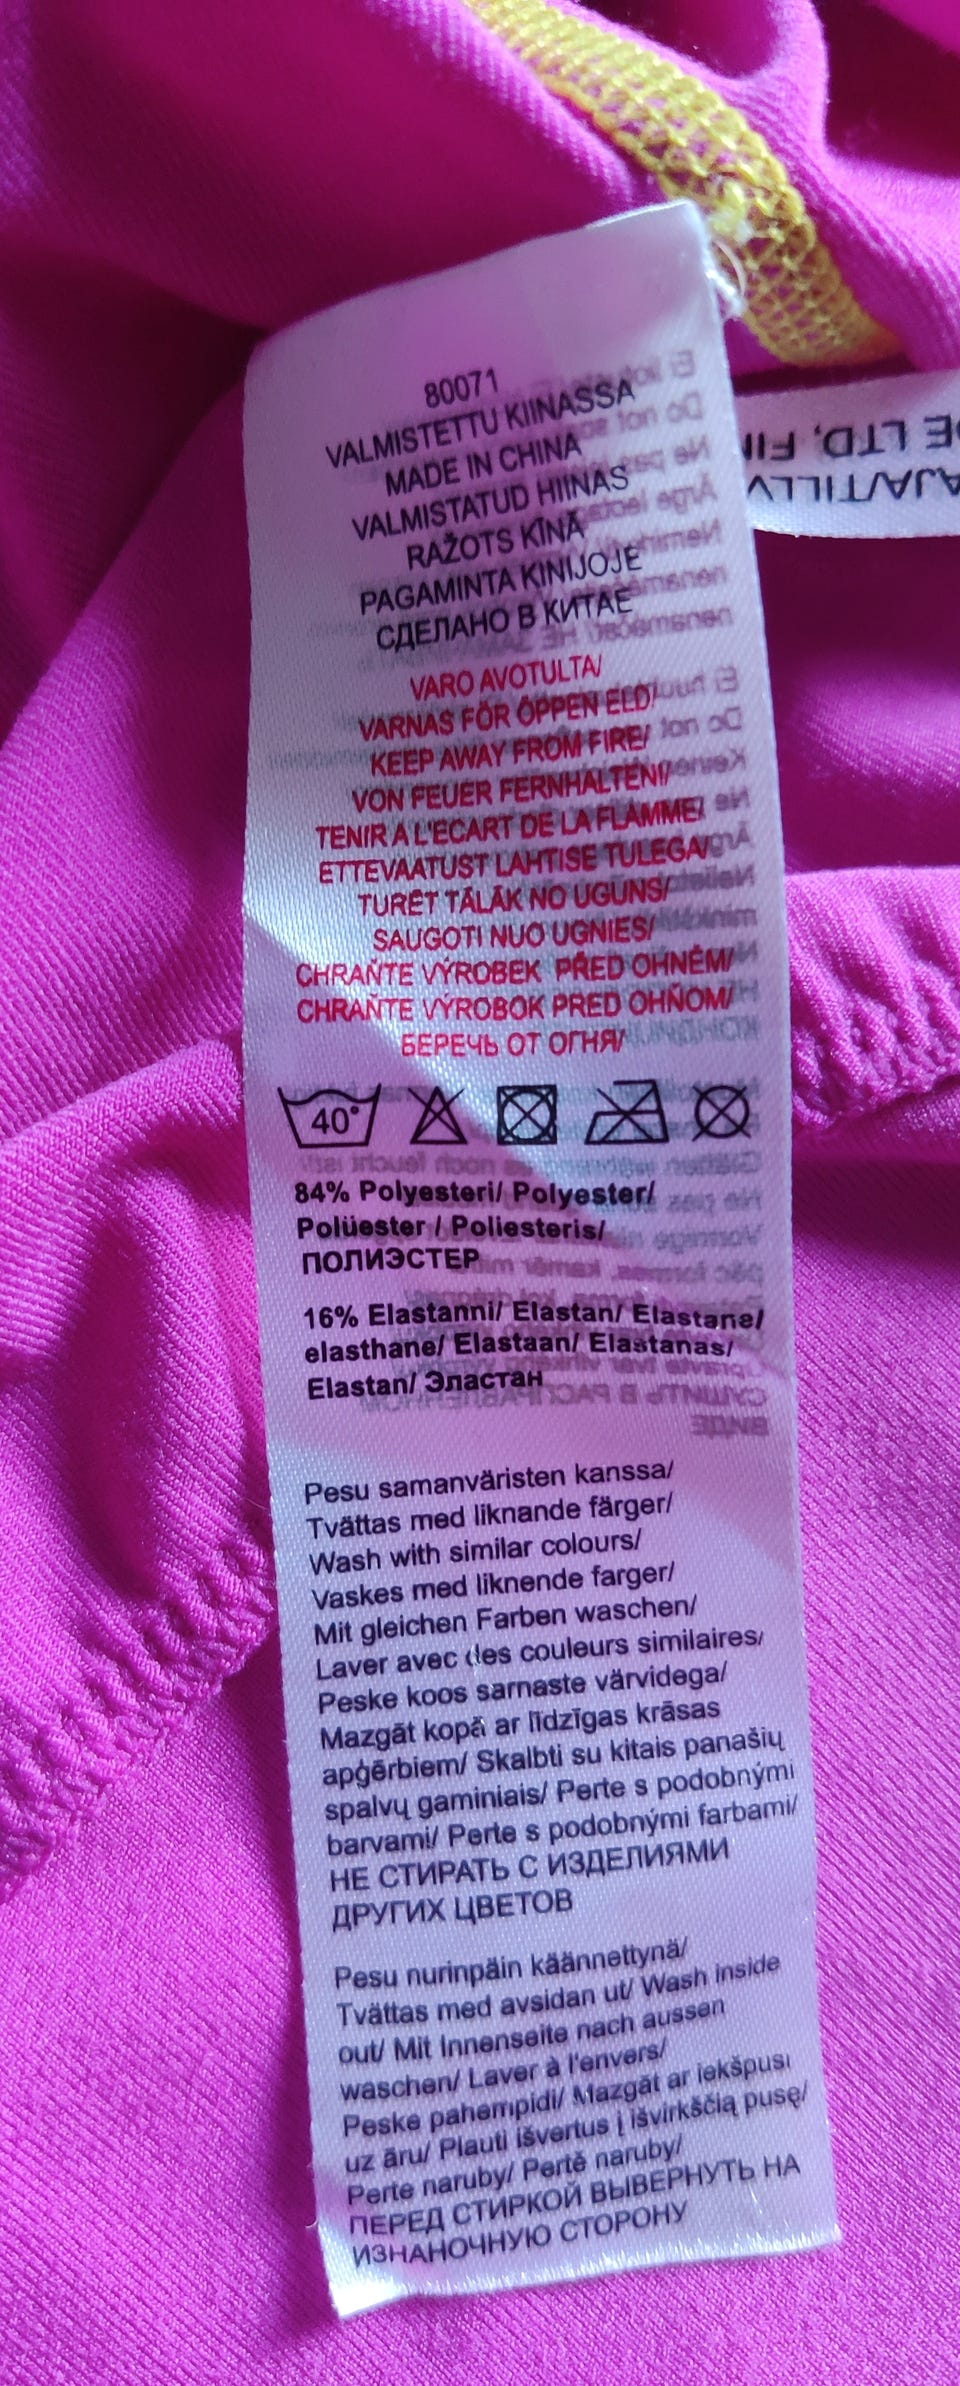 80071
VALMISTETTU KIINASSA
MADE IN CHINA
VALMISTATUD HIINAS
RAŽOTS ĶĪNĀ
PAGAMINTA KINIJOJE
СДЕЛАНО В КИТАЕ
VARO AVOTULTA/
VARNAS FÖR ÖPPEN ELD/
KEEP AWAY FROM FIRE/
VON FEUER FERNHALTEN!/
TENIR A L'ECART DE LA FLAMME/
ETTEVAATUST LAHTISE TULEGA/
TURĒT TĀLĀK NO UGUNS/
SAUGOTI NUO UGNIES/
CHRAŇTE VÝROBEK PŘED OHNĚM/
CHRAŇTE VÝROBOK PRED OHŇOM/
БЕРЕЧЬ ОТ ОГНЯ/
40°
84% Polyesteri/ Polyester/
Polüester / Poliesteris/
ПОЛИЭСТЕР
16% Elastanni/ Elastan/ Elastane/
elasthane/ Elastaan/ Elastanas/
Elastan/ Эластан
Pesu samanväristen kanssa/
Tvättas med liknande färger/
Wash with similar colours/
Vaskes med liknende farger/
Mit gleichen Farben waschen/
Laver avec des couleurs similaires/
Peske koos sarnaste värvidega/
Mazgāt kopā ar līdzīgas krāsas
apģērbiem/ Skalbti su kitais panašių
spalvų gaminiais/ Perte s podobnými
barvami/ Perte s podobnými farbami/
НЕ СТИРАТЬ С ИЗДЕЛИЯМИ
ДРУГИХ ЦВЕТОВ
Pesu nurinpäin käännettynä/
Tvättas med avsidan ut/ Wash inside
out/ Mit Innenseite nach aussen
waschen/ Laver à l'envers/
Peske pahempidi/ Mazgāt ar iekšpusi
uz āru/ Plauti išvertus į išvirkščią pusę/
Perte naruby/ Pertě naruby/
ПЕРЕД СТИРКОЙ ВЫВЕРНУТЬ НА
ИЗНАНОЧНУЮ СТОРОНУ
LTD, FI